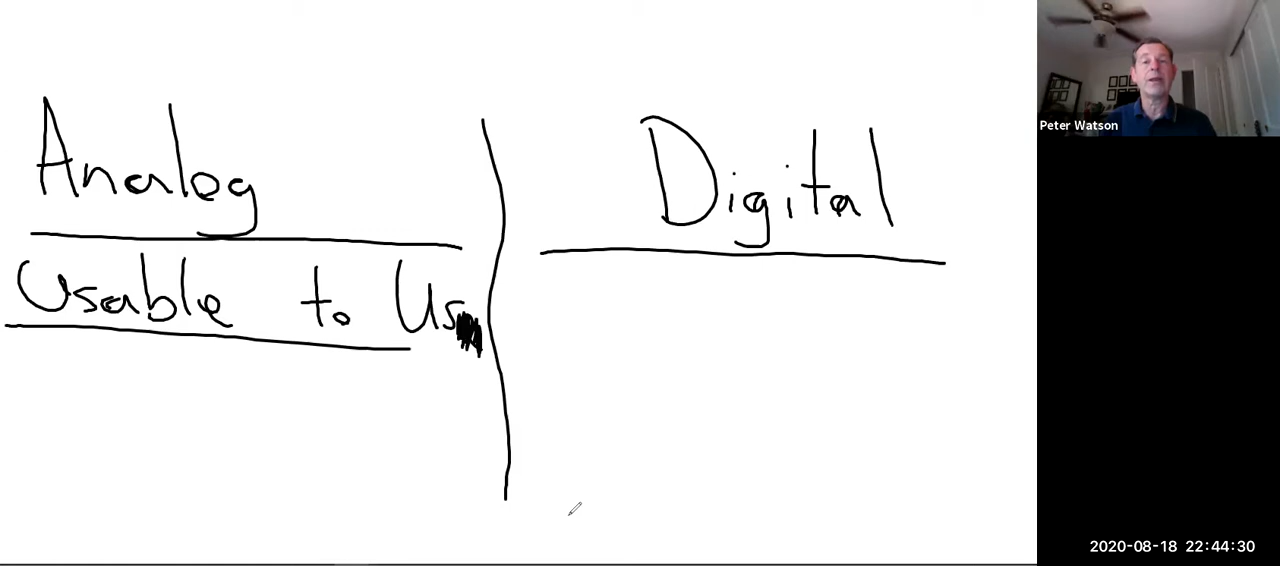 Analog
Digital
Usable to Us
Peter Watson
2020-08-18 22:44:30